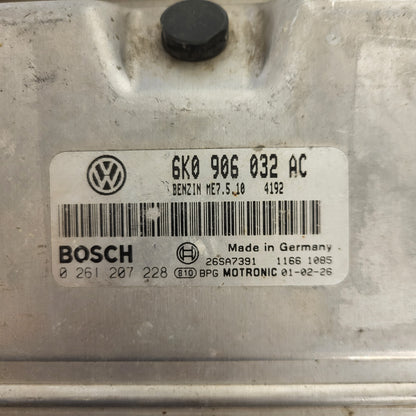 6K0 906 032 AC
BENZIN ME7.5.10 4192
BOSCH
Made in Germany
26SA7391 1166 1085
0 261 207 228 810 BPG MOTRONIC 01-02-26